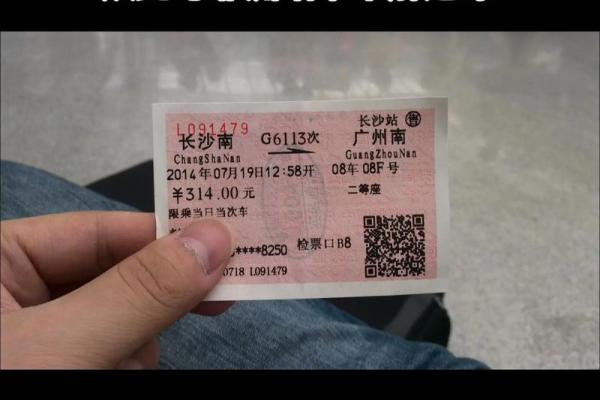 L091479 长沙站 售
长沙南 G6113次 广州南
ChangShaNan GuangZhouNan
2014年07月19日12:58开 08车08F号
￥314.00元 二等座
限乘当日当次车
****8250 检票口B8
0718 L091479